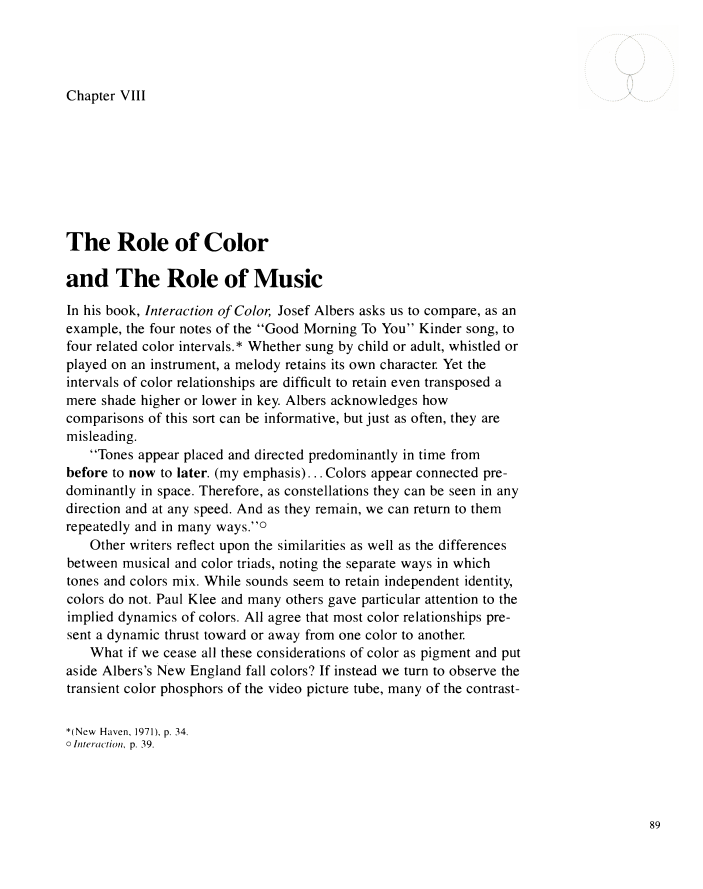 Chapter VIII
The Role of Color
and The Role of Music
In his book, Interaction of Color, Josef Albers asks us to compare, as an
example, the four notes of the "Good Morning To You" Kinder song, to
four related color intervals.* Whether sung by child or adult, whistled or
played on an instrument, a melody retains its own character. Yet the
intervals of color relationships are difficult to retain even transposed a
mere shade higher or lower in key. Albers acknowledges how
comparisons of this sort can be informative, but just as often, they are
misleading.
"Tones appear placed and directed predominantly in time from
before to now to later. (my emphasis)... Colors appear connected pre-
dominantly in space. Therefore, as constellations they can be seen in any
direction and at any speed. And as they remain, we can return to them
repeatedly and in many ways."○
Other writers reflect upon the similarities as well as the differences
between musical and color triads, noting the separate ways in which
tones and colors mix. While sounds seem to retain independent identity,
colors do not. Paul Klee and many others gave particular attention to the
implied dynamics of colors. All agree that most color relationships pre-
sent a dynamic thrust toward or away from one color to another.
What if we cease all these considerations of color as pigment and put
aside Albers's New England fall colors? If instead we turn to observe the
transient color phosphors of the video picture tube, many of the contrast-
*(New Haven, 1971), p. 34.
○ Interaction, p. 39.
89